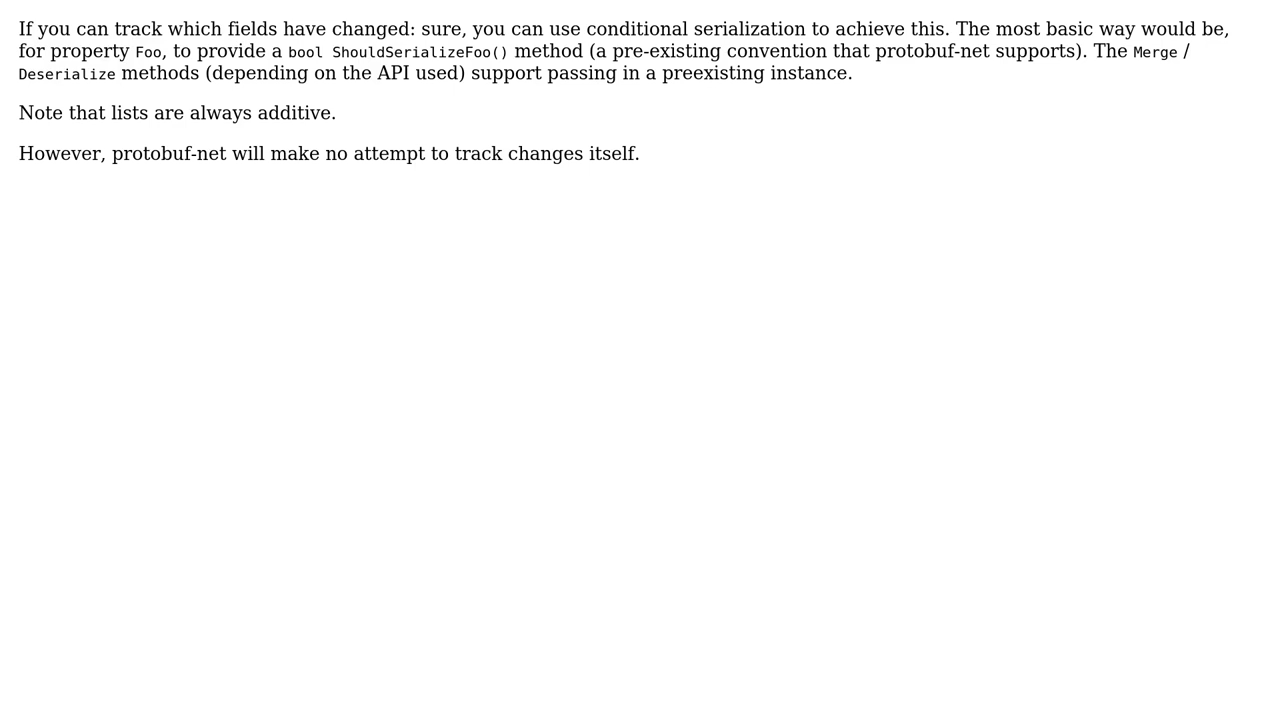 If you can track which fields have changed: sure, you can use conditional serialization to achieve this. The most basic way would be,
for property Foo, to provide a bool ShouldSerializeFoo() method (a pre-existing convention that protobuf-net supports). The Merge /
Deserialize methods (depending on the API used) support passing in a preexisting instance.
Note that lists are always additive.
However, protobuf-net will make no attempt to track changes itself.